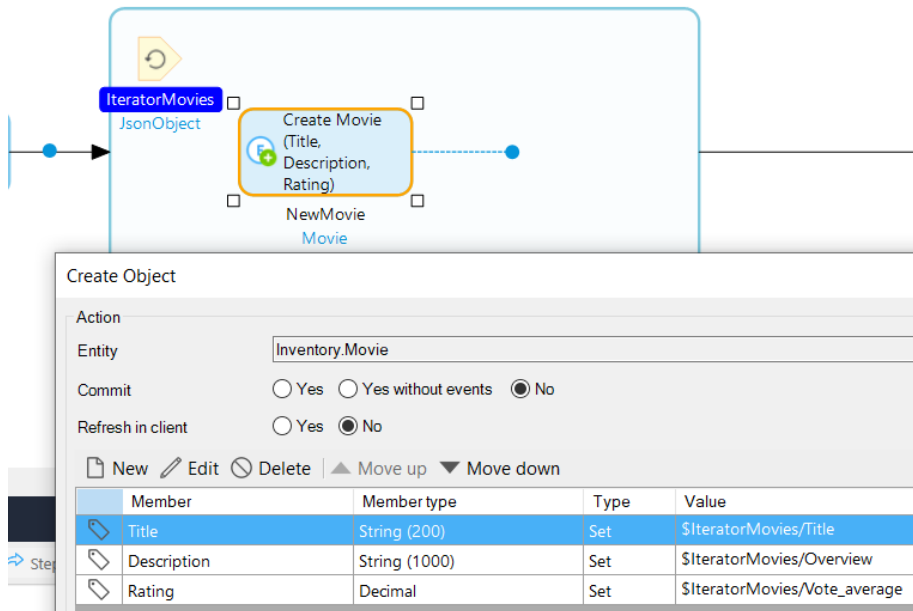 IteratorMovies
JsonObject
Create Movie
(Title,
Description,
Rating)
NewMovie
Movie
Create Object
Action
Entity
Inventory.Movie
Commit
Yes
Yes without events
No
Refresh in client
Yes
No
New
Edit
Delete
Move up
Move down
Member
Member type
Type
Value
Title
String (200)
Set
$IteratorMovies/Title
Description
String (1000)
Set
$IteratorMovies/Overview
Rating
Decimal
Set
$IteratorMovies/Vote_average